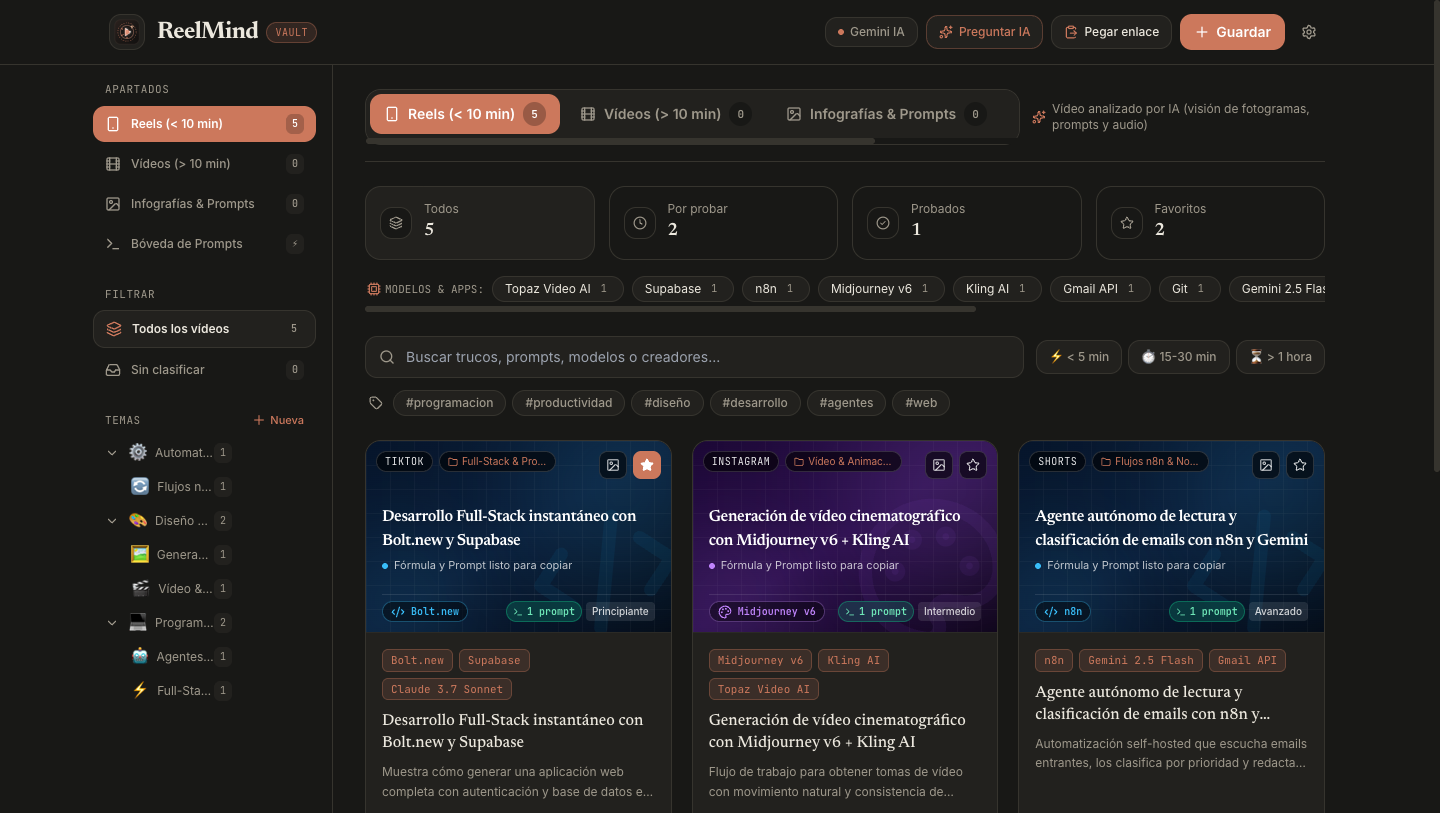 ReelMind VAULT
Gemini IA
Preguntar IA
Pegar enlace
+ Guardar
APARTADOS
Reels (< 10 min) 5
Vídeos (> 10 min) 0
Infografías & Prompts 0
Bóveda de Prompts ⚡
FILTRAR
Todos los vídeos 5
Sin clasificar 0
TEMAS + Nueva
Automat... 1
Flujos n... 1
Diseño ... 2
Genera... 1
Vídeo &... 1
Program... 2
Agentes... 1
Full-Sta... 1
Reels (< 10 min) 5
Vídeos (> 10 min) 0
Infografías & Prompts 0
Vídeo analizado por IA (visión de fotogramas,
prompts y audio)
Todos
5
Por probar
2
Probados
1
Favoritos
2
MODELOS & APPS: Topaz Video AI 1 Supabase 1 n8n 1 Midjourney v6 1 Kling AI 1 Gmail API 1 Git 1 Gemini 2.5 Flas
Buscar trucos, prompts, modelos o creadores...
⚡ < 5 min
⏱️ 15-30 min
⏳ > 1 hora
#programacion #productividad #diseño #desarrollo #agentes #web
TIKTOK Full-Stack & Pro...
Desarrollo Full-Stack instantáneo con
Bolt.new y Supabase
Fórmula y Prompt listo para copiar
Bolt.new 1 prompt Principiante
Bolt.new Supabase
Claude 3.7 Sonnet
Desarrollo Full-Stack instantáneo con
Bolt.new y Supabase
Muestra cómo generar una aplicación web
completa con autenticación y base de datos e...
INSTAGRAM Vídeo & Animac...
Generación de vídeo cinematográfico
con Midjourney v6 + Kling AI
Fórmula y Prompt listo para copiar
Midjourney v6 1 prompt Intermedio
Midjourney v6 Kling AI
Topaz Video AI
Generación de vídeo cinematográfico
con Midjourney v6 + Kling AI
Flujo de trabajo para obtener tomas de vídeo
con movimiento natural y consistencia de...
SHORTS Flujos n8n & No...
Agente autónomo de lectura y
clasificación de emails con n8n y Gemini
Fórmula y Prompt listo para copiar
n8n 1 prompt Avanzado
n8n Gemini 2.5 Flash Gmail API
Agente autónomo de lectura y
clasificación de emails con n8n y...
Automatización self-hosted que escucha emails
entrantes, los clasifica por prioridad y redacta...